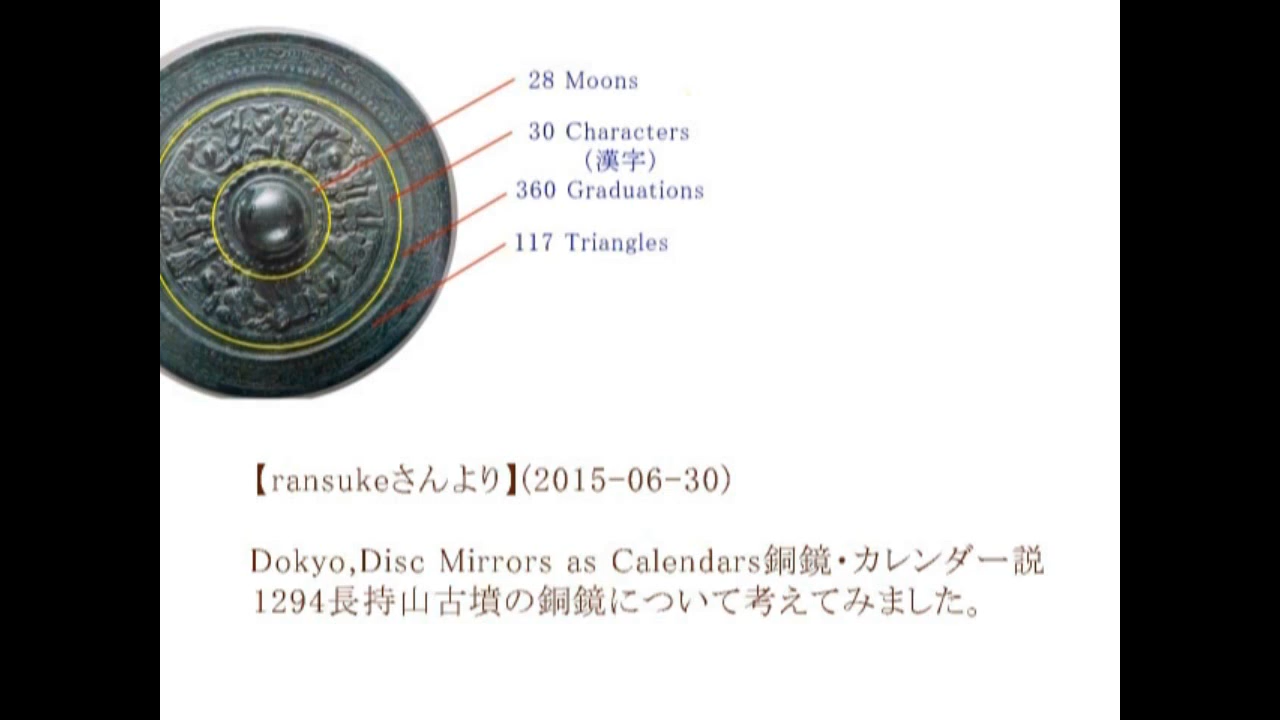 28 Moons
30 Characters
(漢字)
360 Graduations
117 Triangles
【ransukeさんより】(2015-06-30)
Dokyo,Disc Mirrors as Calendars銅鏡・カレンダー説
1294長持山古墳の銅鏡について考えてみました。